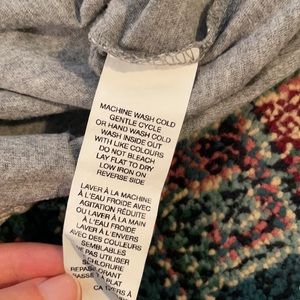 MACHINE WASH COLD
GENTLE CYCLE
OR HAND WASH COLD
WASH INSIDE OUT
WITH LIKE COLOURS
DO NOT BLEACH
LAY FLAT TO DRY
LOW IRON ON
REVERSE SIDE
LAVER À LA MACHINE
À L'EAU FROIDE AVEC
AGITATION RÉDUITE
OU LAVER À LA MAIN
À L'EAU FROIDE
LAVER À L'ENVERS
AVEC DES COULEURS
SEMBLABLES
PAS UTILISER
À PLAT